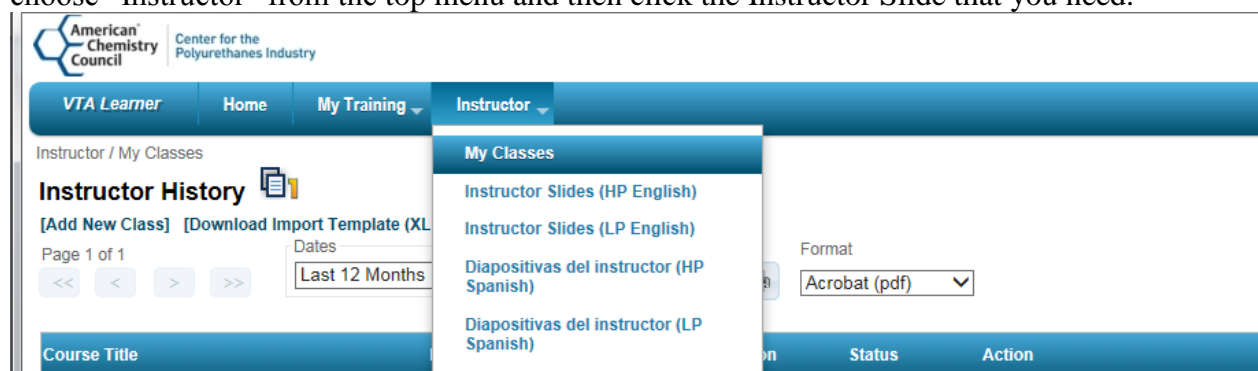 choose "Instructor" from the top menu and then click the Instructor Slide that you need.
American
Chemistry
Council
Center for the
Polyurethanes Industry
VTA Learner Home My Training Instructor
Instructor / My Classes
Instructor History
[Add New Class] [Download Import Template (XL
Page 1 of 1
<< < > >>
Dates
Last 12 Months
My Classes
Instructor Slides (HP English)
Instructor Slides (LP English)
Diapositivas del instructor (HP
Spanish)
Diapositivas del instructor (LP
Spanish)
Format
Acrobat (pdf)
Course Title Status Action